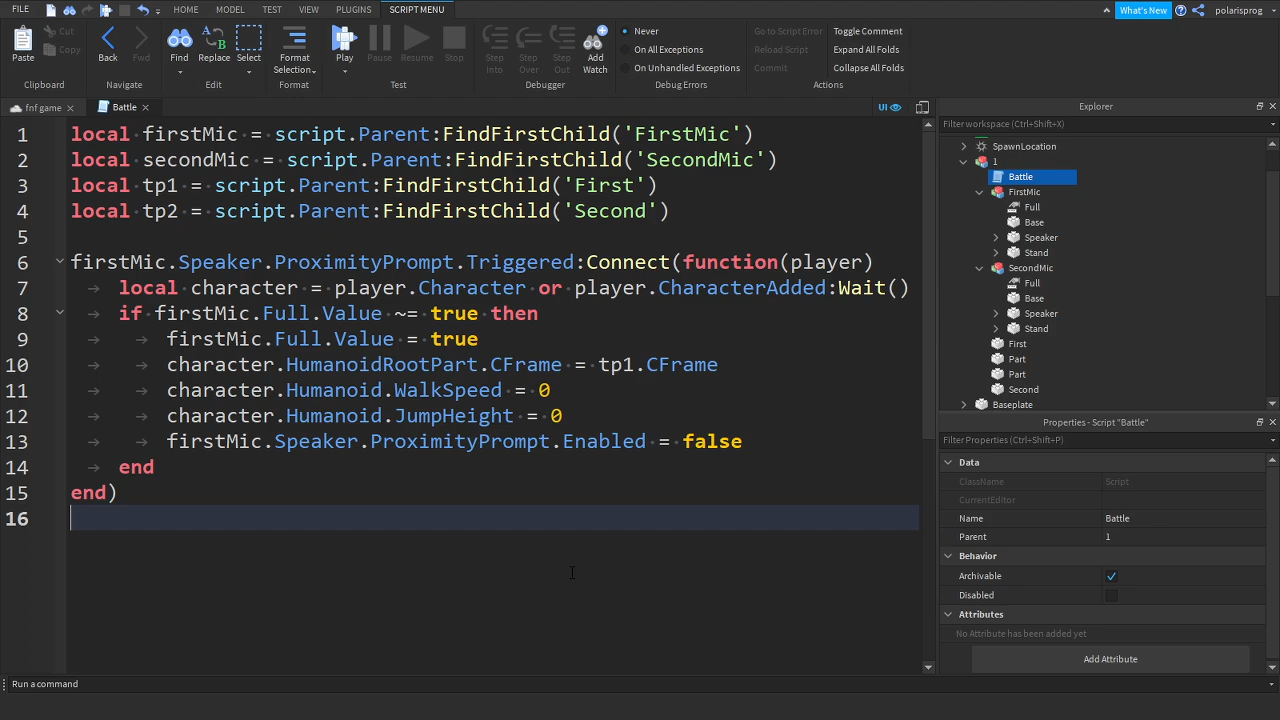 FILE HOME MODEL TEST VIEW PLUGINS SCRIPT MENU What's New polarisprog
Paste Cut Copy Back Fwd Find Replace Select Format Selection Play Pause Resume Stop Step Into Step Over Step Out Add Watch
Never
On All Exceptions
On Unhandled Exceptions
Go to Script Error
Reload Script
Commit
Toggle Comment
Expand All Folds
Collapse All Folds
Clipboard Navigate Edit Format Test Debugger Debug Errors Actions
fnf game Battle UI
1 local firstMic = script.Parent:FindFirstChild('FirstMic')
2 local secondMic = script.Parent:FindFirstChild('SecondMic')
3 local tp1 = script.Parent:FindFirstChild('First')
4 local tp2 = script.Parent:FindFirstChild('Second')
5
6 firstMic.Speaker.ProximityPrompt.Triggered:Connect(function(player)
7 local character = player.Character or player.CharacterAdded:Wait()
8 if firstMic.Full.Value ~= true then
9 firstMic.Full.Value = true
10 character.HumanoidRootPart.CFrame = tp1.CFrame
11 character.Humanoid.WalkSpeed = 0
12 character.Humanoid.JumpHeight = 0
13 firstMic.Speaker.ProximityPrompt.Enabled = false
14 end
15 end)
16
Explorer
Filter workspace (Ctrl+Shift+X)
SpawnLocation
1
Battle
FirstMic
Full
Base
Speaker
Stand
SecondMic
Full
Base
Speaker
Stand
First
Part
Part
Second
Baseplate
Properties - Script "Battle"
Filter Properties (Ctrl+Shift+P)
Data
ClassName Script
CurrentEditor
Name Battle
Parent 1
Behavior
Archivable
Disabled
Attributes
No Attribute has been added yet
Add Attribute
Run a command